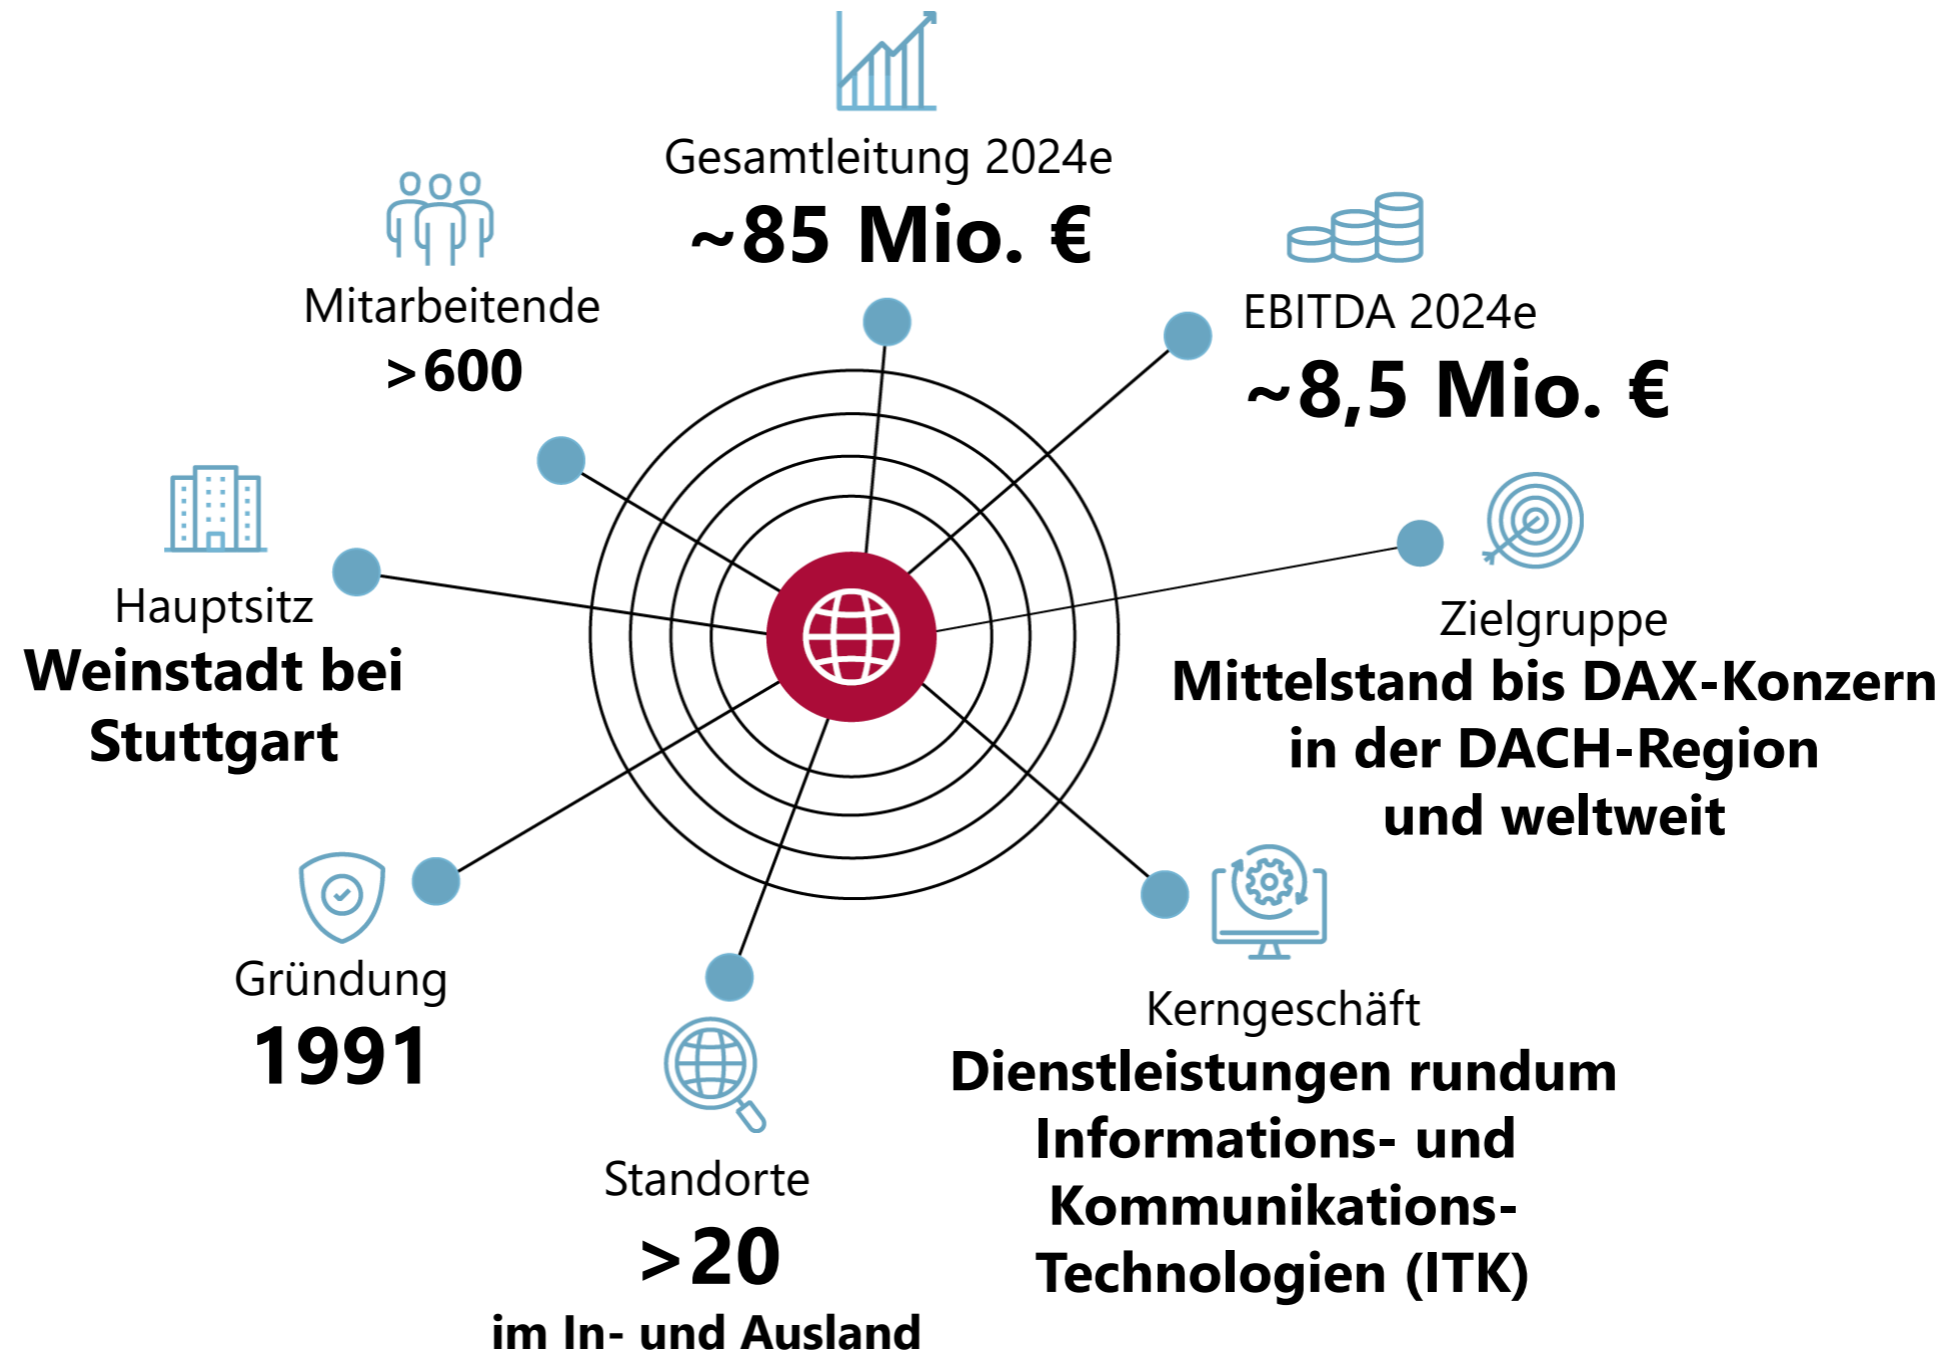 Gesamtleitung 2024e
~85 Mio. €
Mitarbeitende
>600
EBITDA 2024e
~8,5 Mio. €
Hauptsitz
Weinstadt bei
Stuttgart
Zielgruppe
Mittelstand bis DAX-Konzern
in der DACH-Region
und weltweit
Gründung
1991
Standorte
>20
im In- und Ausland
Kerngeschäft
Dienstleistungen rundum
Informations- und
Kommunikations-
Technologien (ITK)